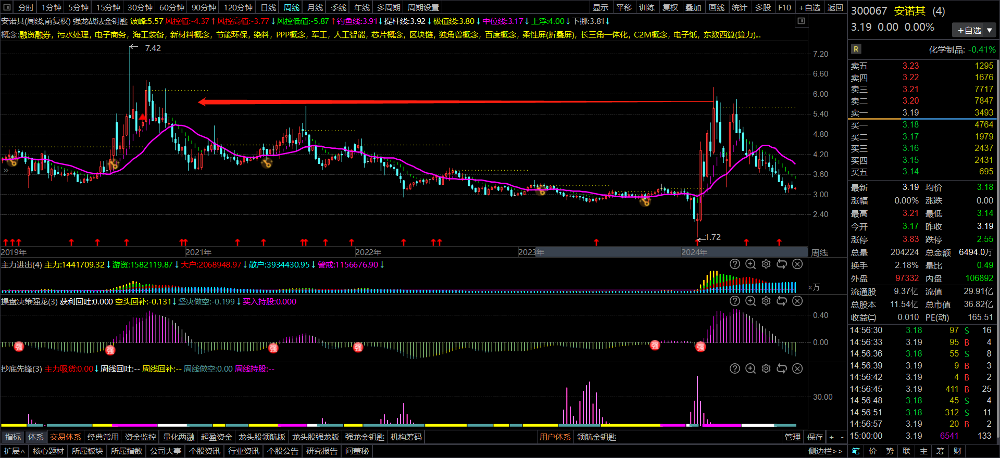 分时 1分钟 5分钟 15分钟 30分钟 60分钟 90分钟 120分钟 日线 周线 月线 季线 年线 多周期 周期设置 显示 平移 训练 复权 叠加 画线 统计 多股 F10 +自选 返回
安诺其(周线,前复权) 强龙战法金钥匙 波峰:5.57 风控值:-4.37↑风控高值:-3.77↓风控低值:-5.87↑钓鱼线:3.91↓提杆线:3.92↓极值线:3.80↓中位线:3.17↓上浮:4.00↓下挪:3.81↓
概念:融资融券，污水处理，电子商务，海工装备，新材料概念，节能环保，染料，PPP概念，军工，人工智能，芯片概念，区块链，独角兽概念，百度概念，柔性屏(折叠屏)，长三角一体化，C2M概念，电子纸，东数西算(算力)...
7.42
7.20
6.60
6.00
5.40
4.80
4.20
3.60
3.00
2.40
1.72
2019年 2021年 2022年 2023年 2024年 周线
主力进出(4) 主力:1441709.32↓游资:1582119.87↓大户:2068948.97↓散户:3934430.95↓警戒:1156676.90↓
×万
操盘决策强龙(3) 获利回吐:0.000 空头回补:-0.131↓坚决做空:-0.199↓买入持股:0.000
0.40
0.00
强 强 强 强 强 强
抄底先锋(3) 主力吸货:0.00↓周线回吐:-- 周线回补:-- 周线做空:0.00 周线持股:--
30.00
指标 体系 交易体系 经典常用 资金监控 量化两融 超盈资金 龙头股领航版 龙头股强龙版 强龙金钥匙 机构筹码 用户体系 领航金钥匙 管理 保存 + -
扩展∧ 核心题材 所属板块 所属指数 公司大事 个股资讯 行业资讯 个股公告 研究报告 问董秘 侧边栏>>
300067 安诺其 (4)
3.19 0.00 0.00% +自选 ▼
R 化学制品: -0.41%
卖五 3.23 1295
卖四 3.22 1676
卖三 3.21 7717
卖二 3.20 7847
卖一 3.19 3493
买一 3.18 4764
买二 3.17 1979
买三 3.16 2437
买四 3.15 2431
买五 3.14 695
最新 3.19 均价 3.18
涨幅 0.00% 涨跌 0.00
最高 3.21 最低 3.14
今开 3.17 昨收 3.19
涨停 3.83 跌停 2.55
总量 204224 总金额 6494.0万
换手 2.18% 量比 0.49
外盘 97332 内盘 106892
流通股 9.37亿 流值 29.91亿
总股本 11.54亿 总市值 36.82亿
收益㈡ 0.010 PE(动) 165.51
14:56:30 3.18 97 S 16
14:56:33 3.19 95 B 4
14:56:36 3.18 55 S 8
14:56:39 3.19 9 B 3
14:56:42 3.19 4 B 2
14:56:45 3.19 411 B 25
14:56:48 3.18 45 S 4
14:56:51 3.18 312 S 11
14:56:57 3.19 20 B 2
15:00:00 3.19 6541 133
笔 价 势 联 主 筹 财